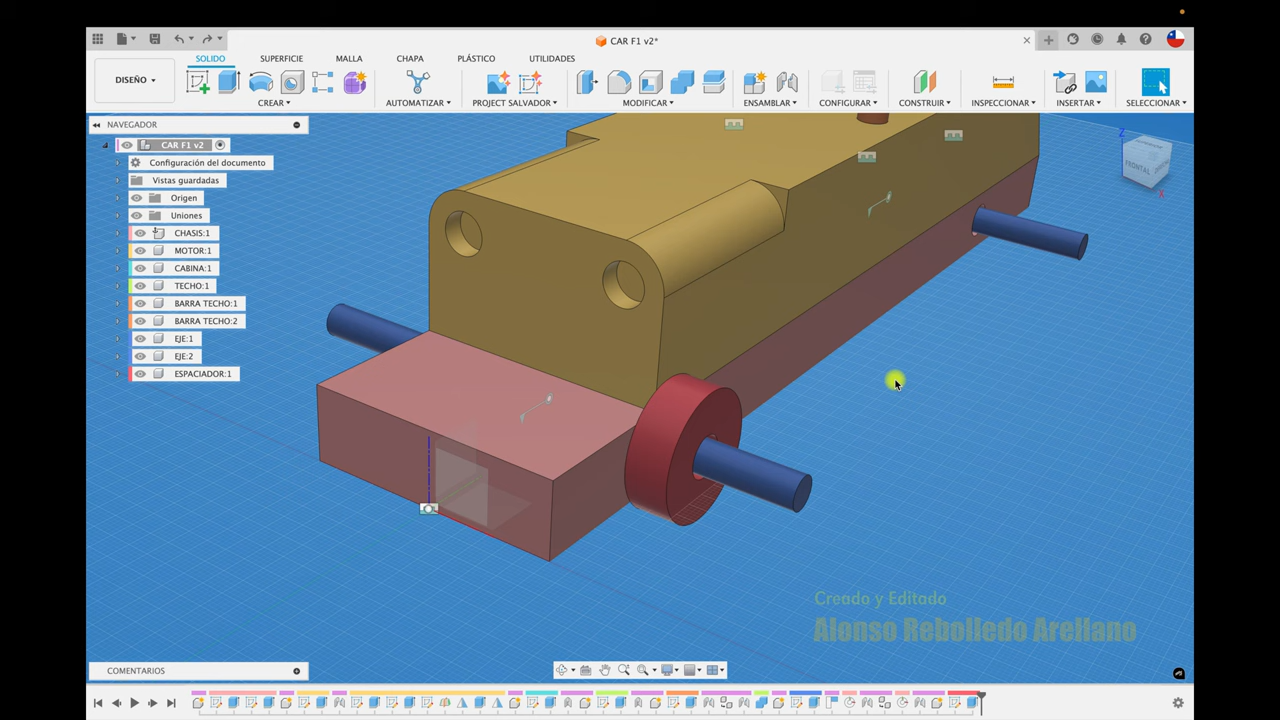 CAR F1 v2*
SOLIDO
SUPERFICIE
MALLA
CHAPA
PLÁSTICO
UTILIDADES
DISEÑO
CREAR
AUTOMATIZAR
PROJECT SALVADOR
MODIFICAR
ENSAMBLAR
CONFIGURAR
CONSTRUIR
INSPECCIONAR
INSERTAR
SELECCIONAR
NAVEGADOR
CAR F1 v2
Configuración del documento
Vistas guardadas
Origen
Uniones
CHASIS:1
MOTOR:1
CABINA:1
TECHO:1
BARRA TECHO:1
BARRA TECHO:2
EJE:1
EJE:2
ESPACIADOR:1
Z
FRONTAL
X
Creado y Editado
Alonso Rebolledo Arellano
COMENTARIOS